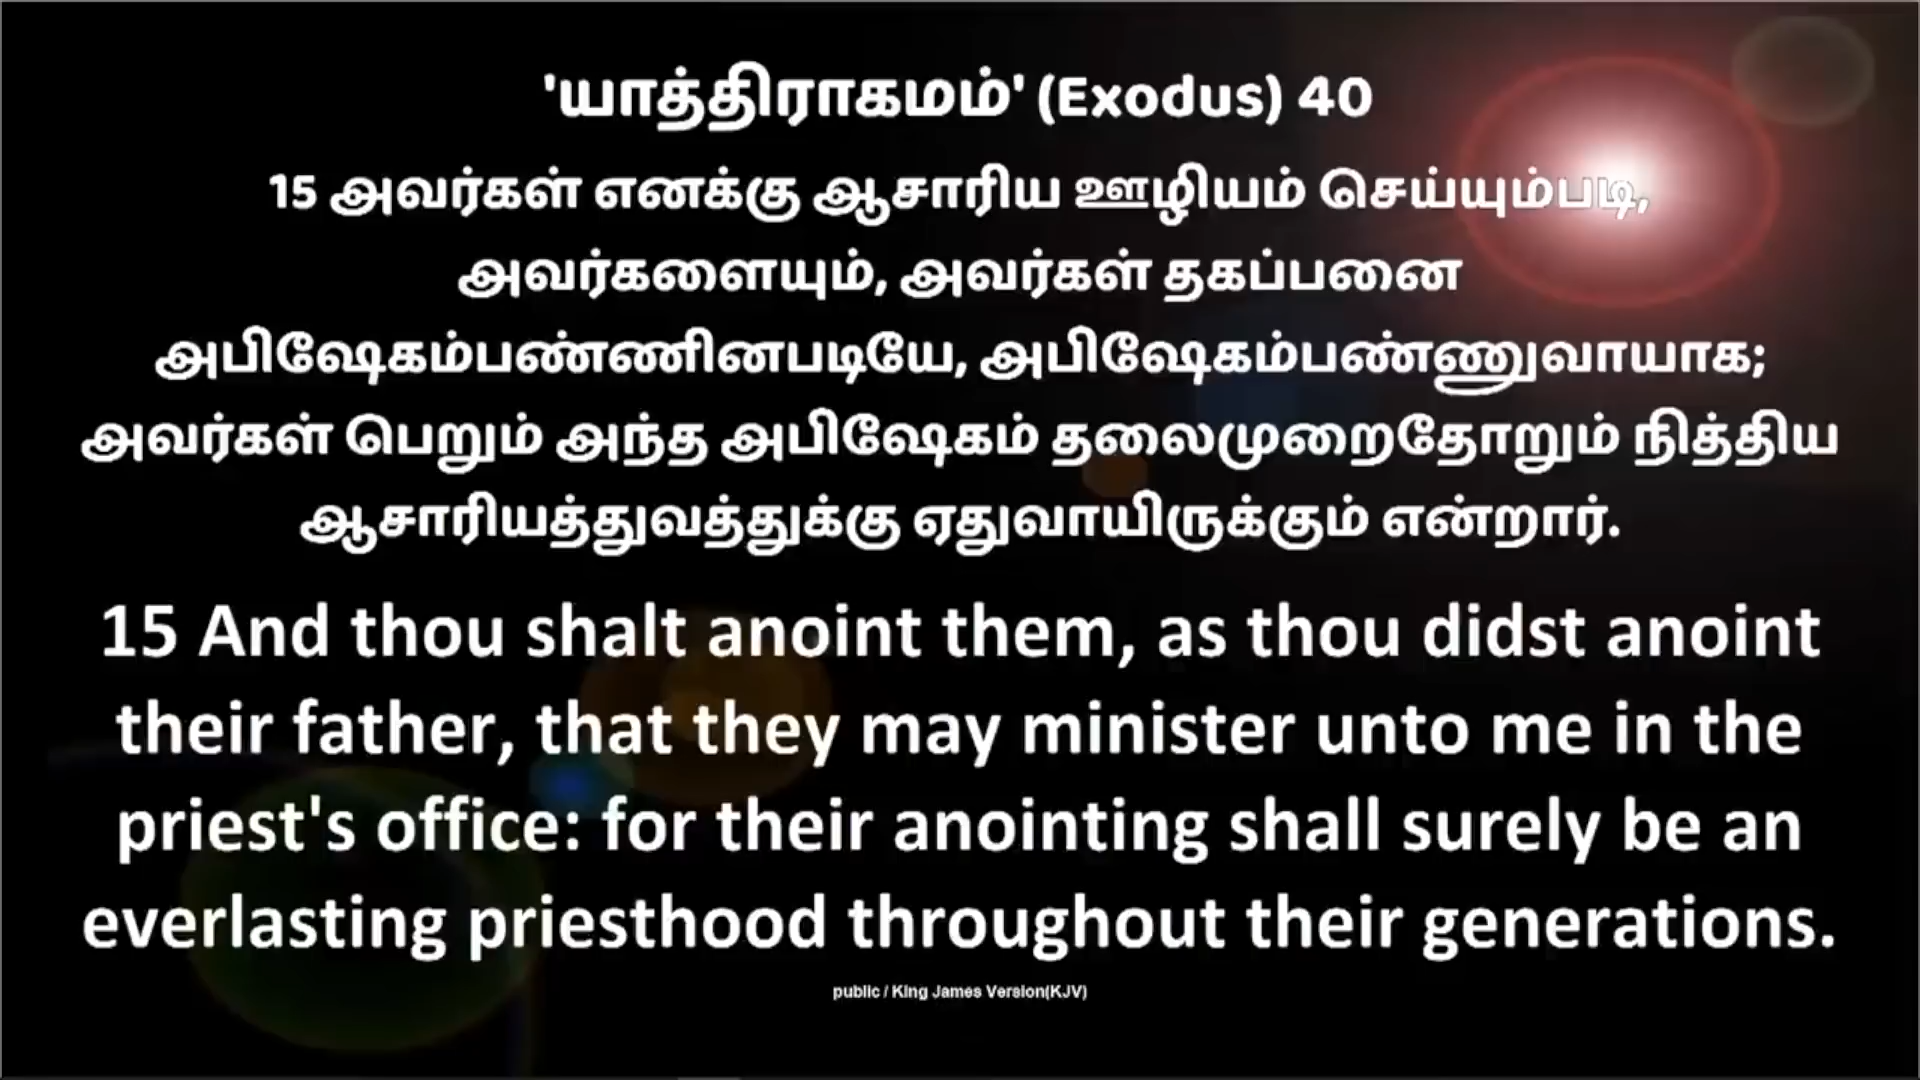 'யாத்திராகமம்' (Exodus) 40
15 அவர்கள் எனக்கு ஆசாரிய ஊழியம் செய்யும்படி,
அவர்களையும், அவர்கள் தகப்பனை
அபிஷேகம்பண்ணினபடியே, அபிஷேகம்பண்ணுவாயாக;
அவர்கள் பெறும் அந்த அபிஷேகம் தலைமுறைதோறும் நித்திய
ஆசாரியத்துவத்துக்கு ஏதுவாயிருக்கும் என்றார்.
15 And thou shalt anoint them, as thou didst anoint
their father, that they may minister unto me in the
priest's office: for their anointing shall surely be an
everlasting priesthood throughout their generations.
public / King James Version(KJV)